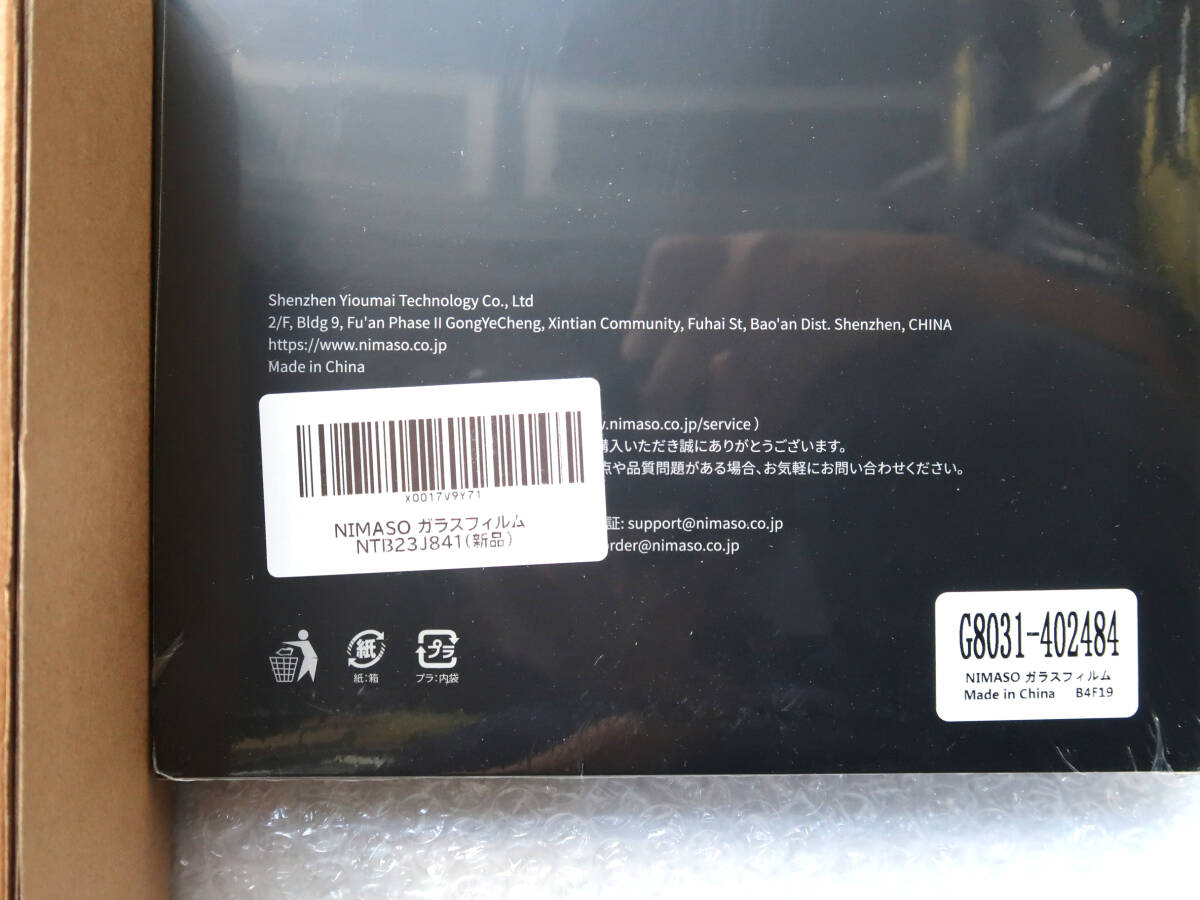 Shenzhen Yioumai Technology Co., Ltd
2/F, Bldg 9, Fu'an Phase II GongYeCheng, Xintian Community, Fuhai St, Bao'an Dist. Shenzhen, CHINA
https://www.nimaso.co.jp
Made in China
.nimaso.co.jp/service )
購入いただき誠にありがとうございます。
点や品質問題がある場合、お気軽にお問い合わせください。
証: support@nimaso.co.jp
order@nimaso.co.jp
X0017V9Y71
NIMASO ガラスフィルム
NTB23J841(新品)
紙
紙:箱
プラ
プラ:内袋
G8031-402484
NIMASO ガラスフィルム
Made in China B4F19